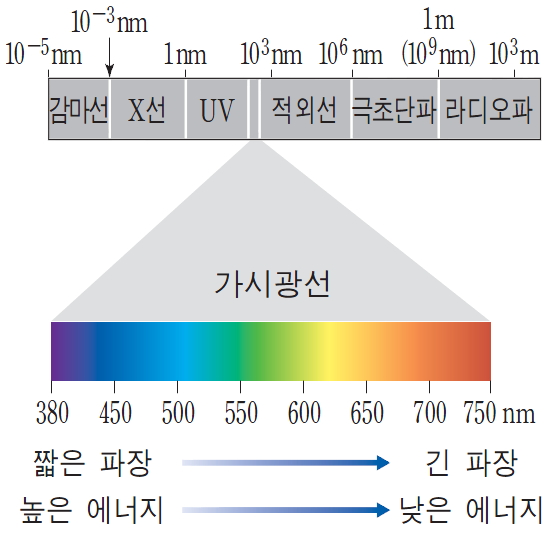 1m
10⁻³nm
10⁻⁵nm 1nm 10³nm 10⁶nm (10⁹nm) 10³m
감마선 X선 UV 적외선 극초단파 라디오파
가시광선
380 450 500 550 600 650 700 750 nm
짧은 파장 긴 파장
높은 에너지 낮은 에너지